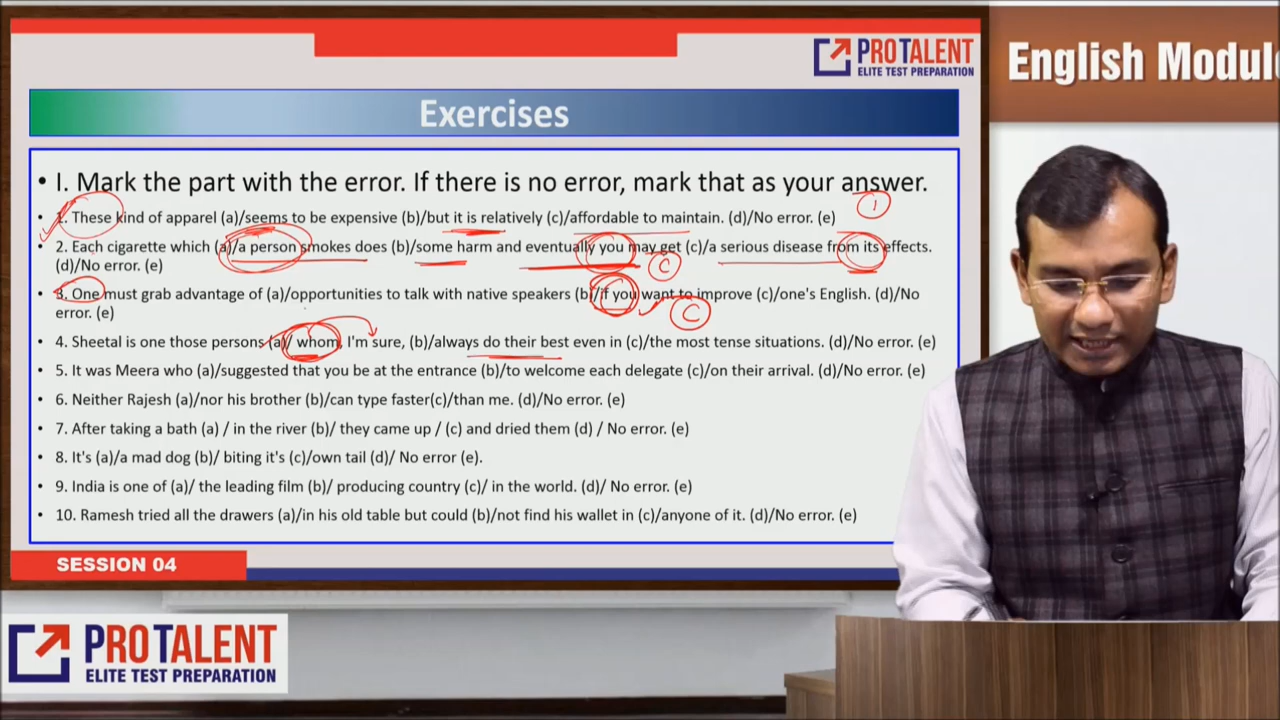 PROTALENT
ELITE TEST PREPARATION
English Module
Exercises
• I. Mark the part with the error. If there is no error, mark that as your answer.
1
• 1. These kind of apparel (a)/seems to be expensive (b)/but it is relatively (c)/affordable to maintain. (d)/No error. (e)
• 2. Each cigarette which (a)/a person smokes does (b)/some harm and eventually you may get (c)/a serious disease from its effects.
(d)/No error. (e)
C
• 3. One must grab advantage of (a)/opportunities to talk with native speakers (b)/if you want to improve (c)/one's English. (d)/No
error. (e)
C
• 4. Sheetal is one those persons (a)/ whom, I'm sure, (b)/always do their best even in (c)/the most tense situations. (d)/No error. (e)
• 5. It was Meera who (a)/suggested that you be at the entrance (b)/to welcome each delegate (c)/on their arrival. (d)/No error. (e)
• 6. Neither Rajesh (a)/nor his brother (b)/can type faster(c)/than me. (d)/No error. (e)
• 7. After taking a bath (a) / in the river (b)/ they came up / (c) and dried them (d) / No error. (e)
• 8. It's (a)/a mad dog (b)/ biting it's (c)/own tail (d)/ No error (e).
• 9. India is one of (a)/ the leading film (b)/ producing country (c)/ in the world. (d)/ No error. (e)
• 10. Ramesh tried all the drawers (a)/in his old table but could (b)/not find his wallet in (c)/anyone of it. (d)/No error. (e)
SESSION 04
PROTALENT
ELITE TEST PREPARATION